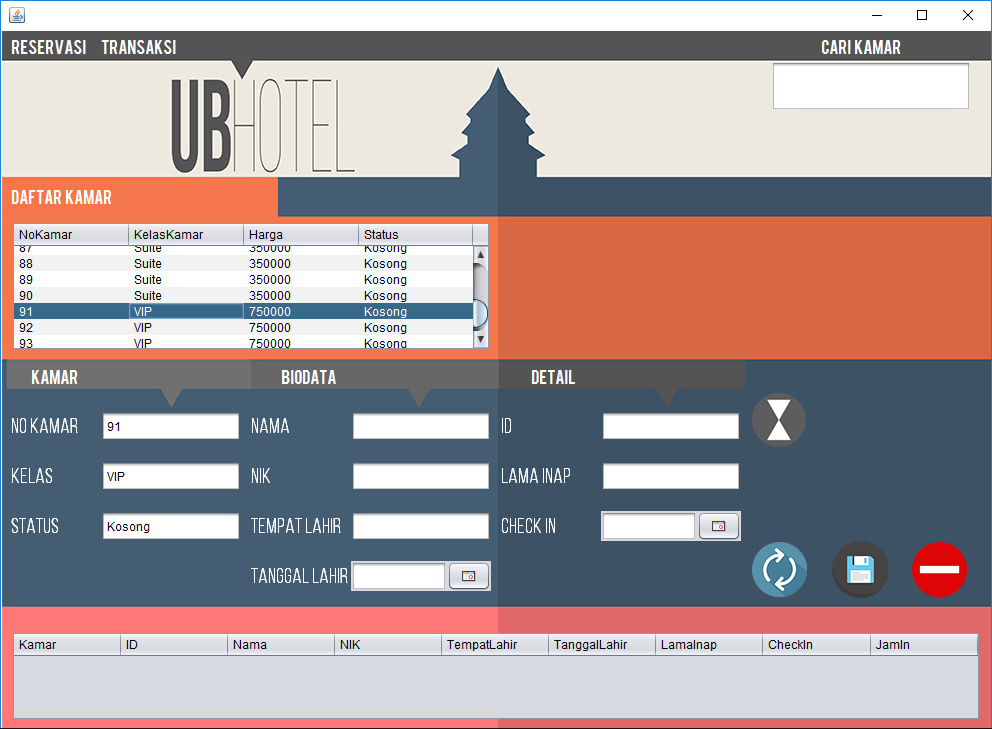 RESERVASI TRANSAKSI CARI KAMAR
UBHOTEL
DAFTAR KAMAR
NoKamar KelasKamar Harga Status
87 Suite 350000 Kosong
88 Suite 350000 Kosong
89 Suite 350000 Kosong
90 Suite 350000 Kosong
91 VIP 750000 Kosong
92 VIP 750000 Kosong
93 VIP 750000 Kosong
KAMAR BIODATA DETAIL
NO KAMAR 91 NAMA ID
KELAS VIP NIK LAMA INAP
STATUS Kosong TEMPAT LAHIR CHECK IN
TANGGAL LAHIR
Kamar ID Nama NIK TempatLahir TanggalLahir LamaInap CheckIn JamIn